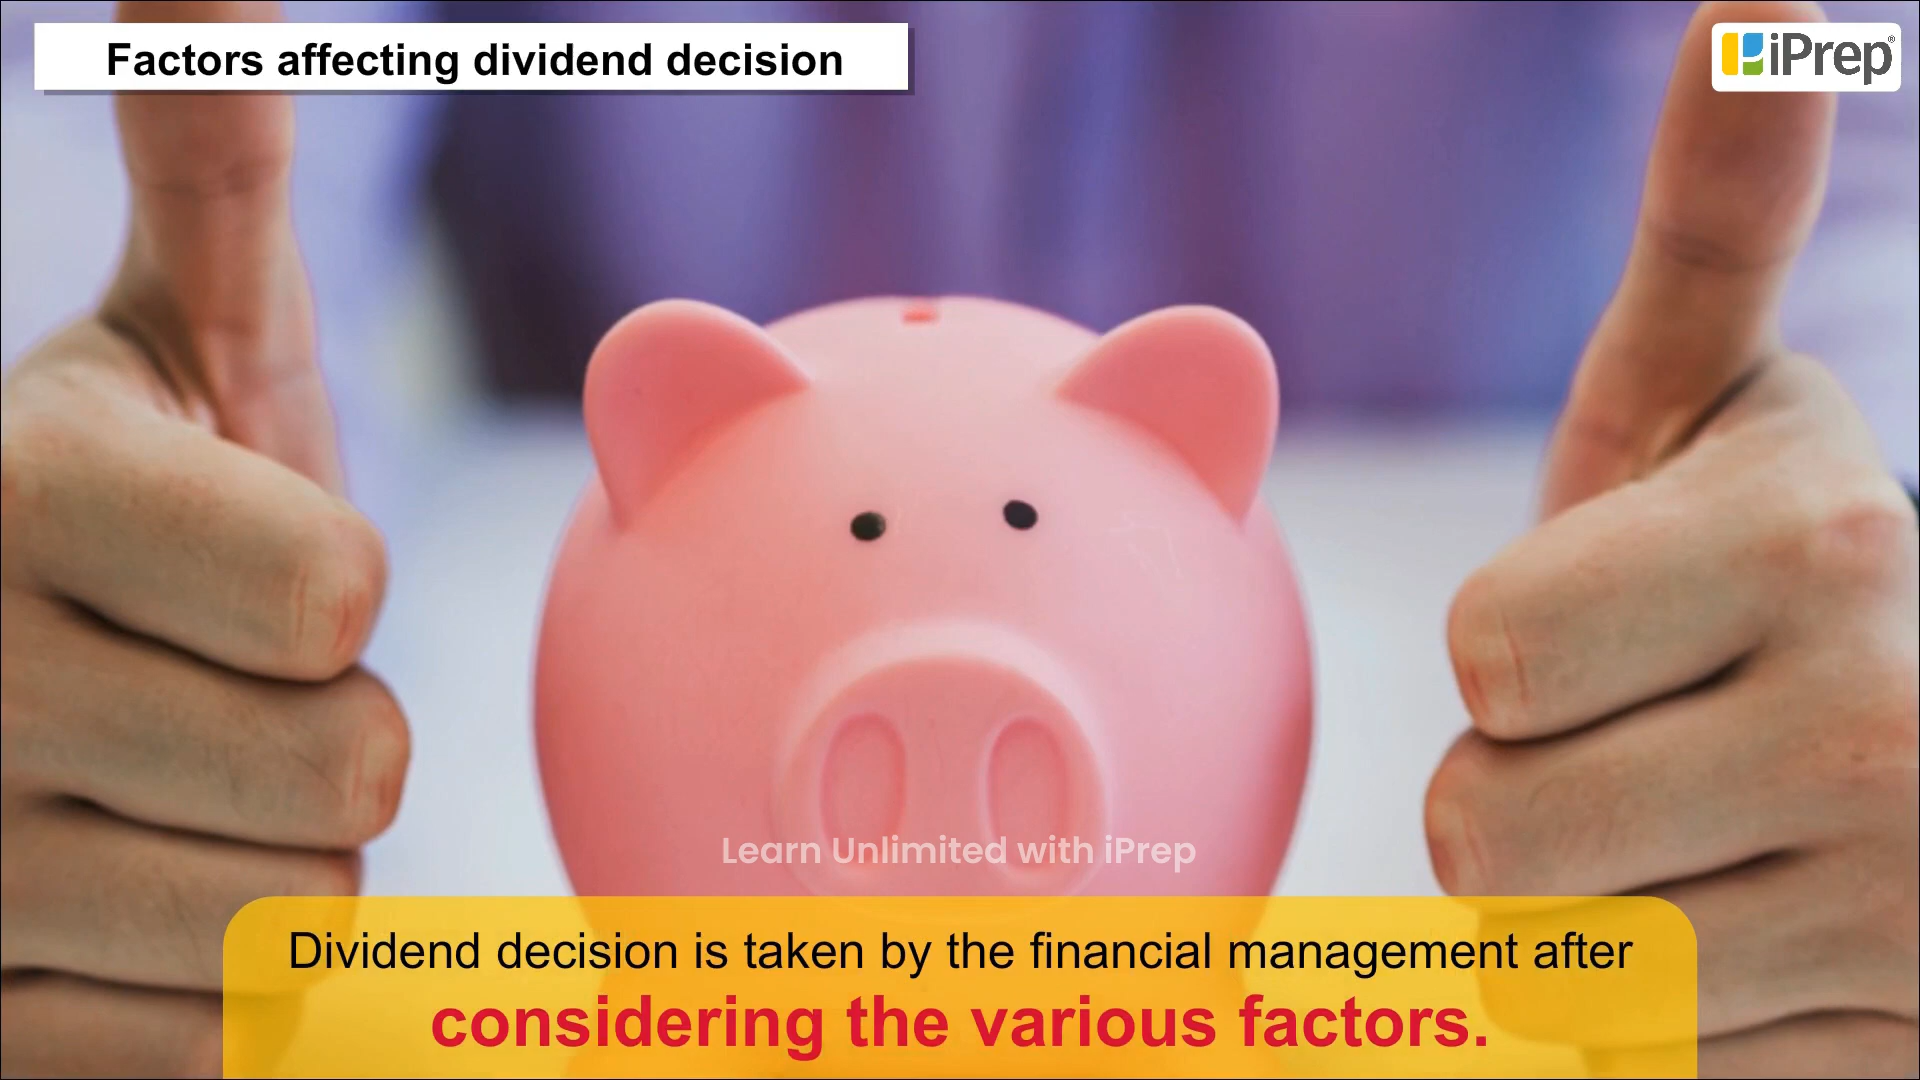 Factors affecting dividend decision
iPrep®
Learn Unlimited with iPrep
Dividend decision is taken by the financial management after
considering the various factors.